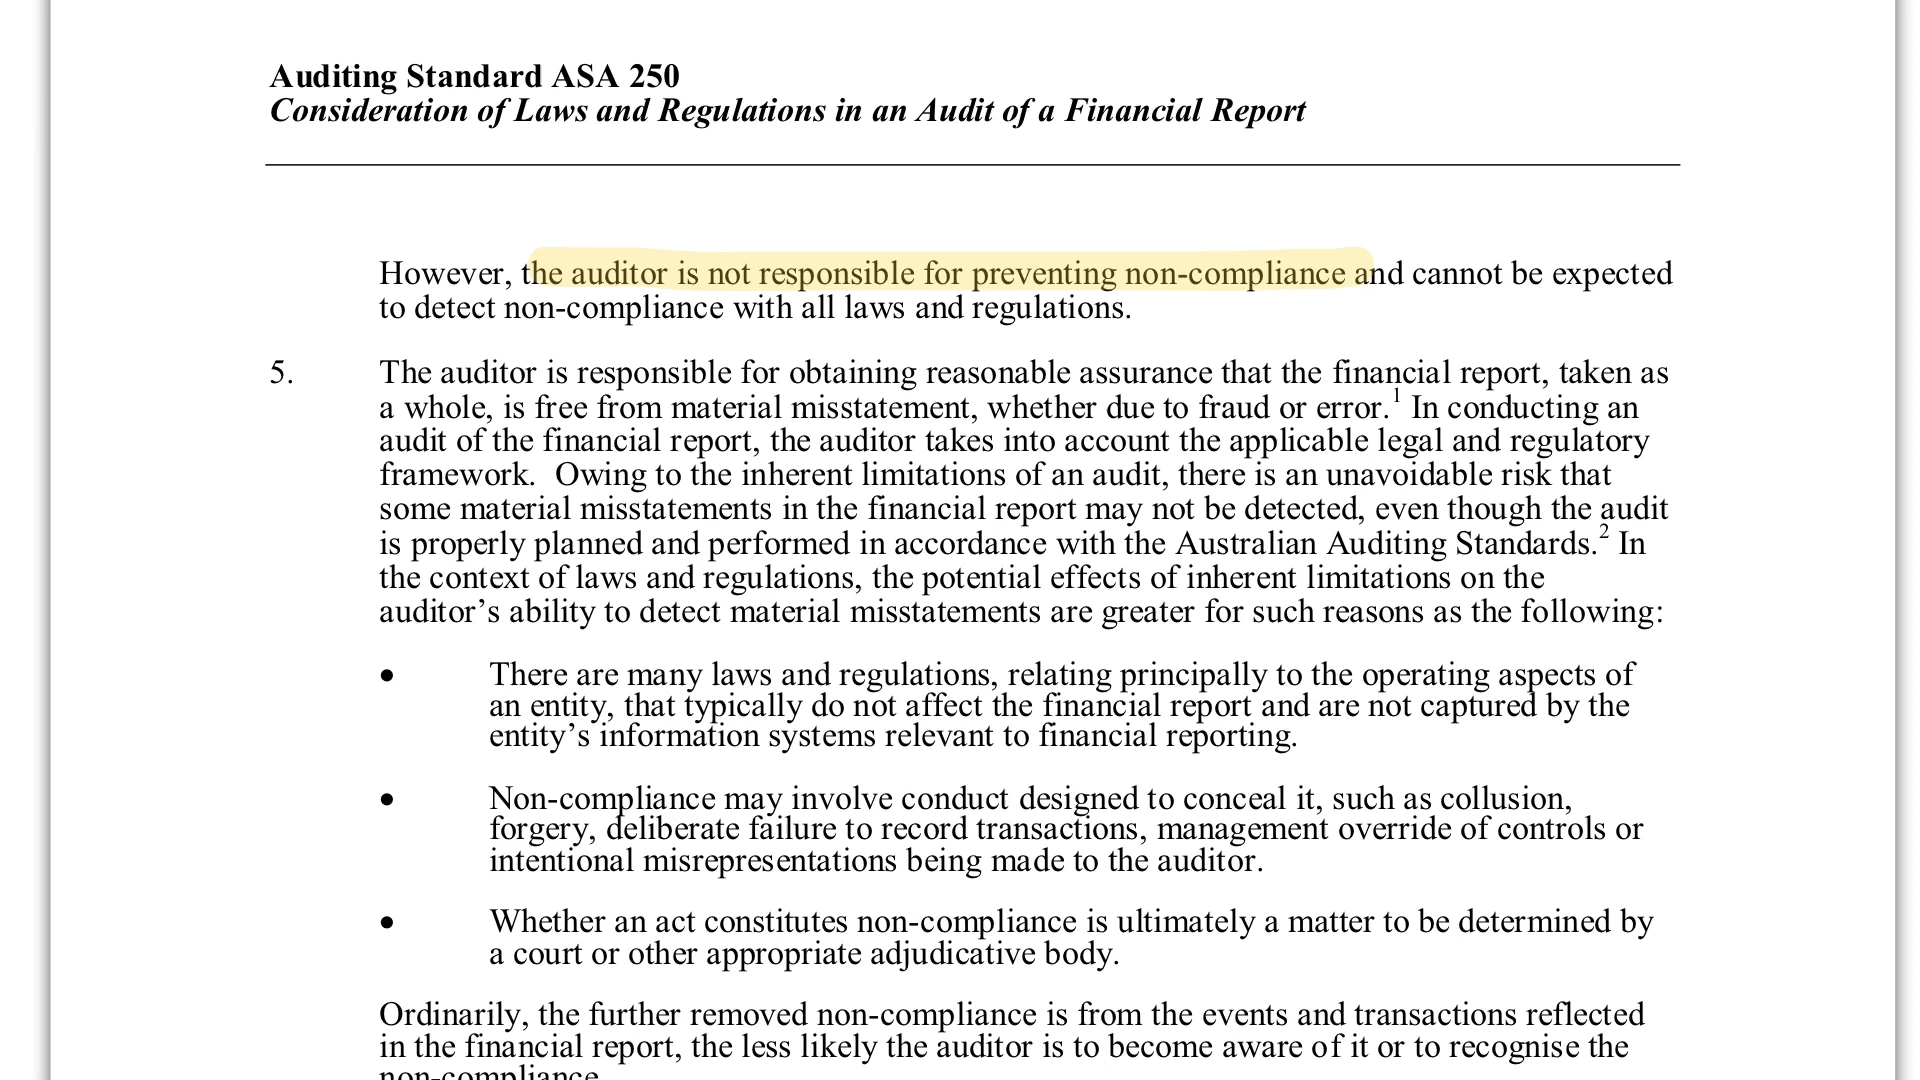 Auditing Standard ASA 250
Consideration of Laws and Regulations in an Audit of a Financial Report
However, the auditor is not responsible for preventing non-compliance and cannot be expected
to detect non-compliance with all laws and regulations.
5. The auditor is responsible for obtaining reasonable assurance that the financial report, taken as
a whole, is free from material misstatement, whether due to fraud or error.1 In conducting an
audit of the financial report, the auditor takes into account the applicable legal and regulatory
framework.  Owing to the inherent limitations of an audit, there is an unavoidable risk that
some material misstatements in the financial report may not be detected, even though the audit
is properly planned and performed in accordance with the Australian Auditing Standards.2 In
the context of laws and regulations, the potential effects of inherent limitations on the
auditor’s ability to detect material misstatements are greater for such reasons as the following:
• There are many laws and regulations, relating principally to the operating aspects of
an entity, that typically do not affect the financial report and are not captured by the
entity’s information systems relevant to financial reporting.
• Non-compliance may involve conduct designed to conceal it, such as collusion,
forgery, deliberate failure to record transactions, management override of controls or
intentional misrepresentations being made to the auditor.
• Whether an act constitutes non-compliance is ultimately a matter to be determined by
a court or other appropriate adjudicative body.
Ordinarily, the further removed non-compliance is from the events and transactions reflected
in the financial report, the less likely the auditor is to become aware of it or to recognise the
non-compliance.